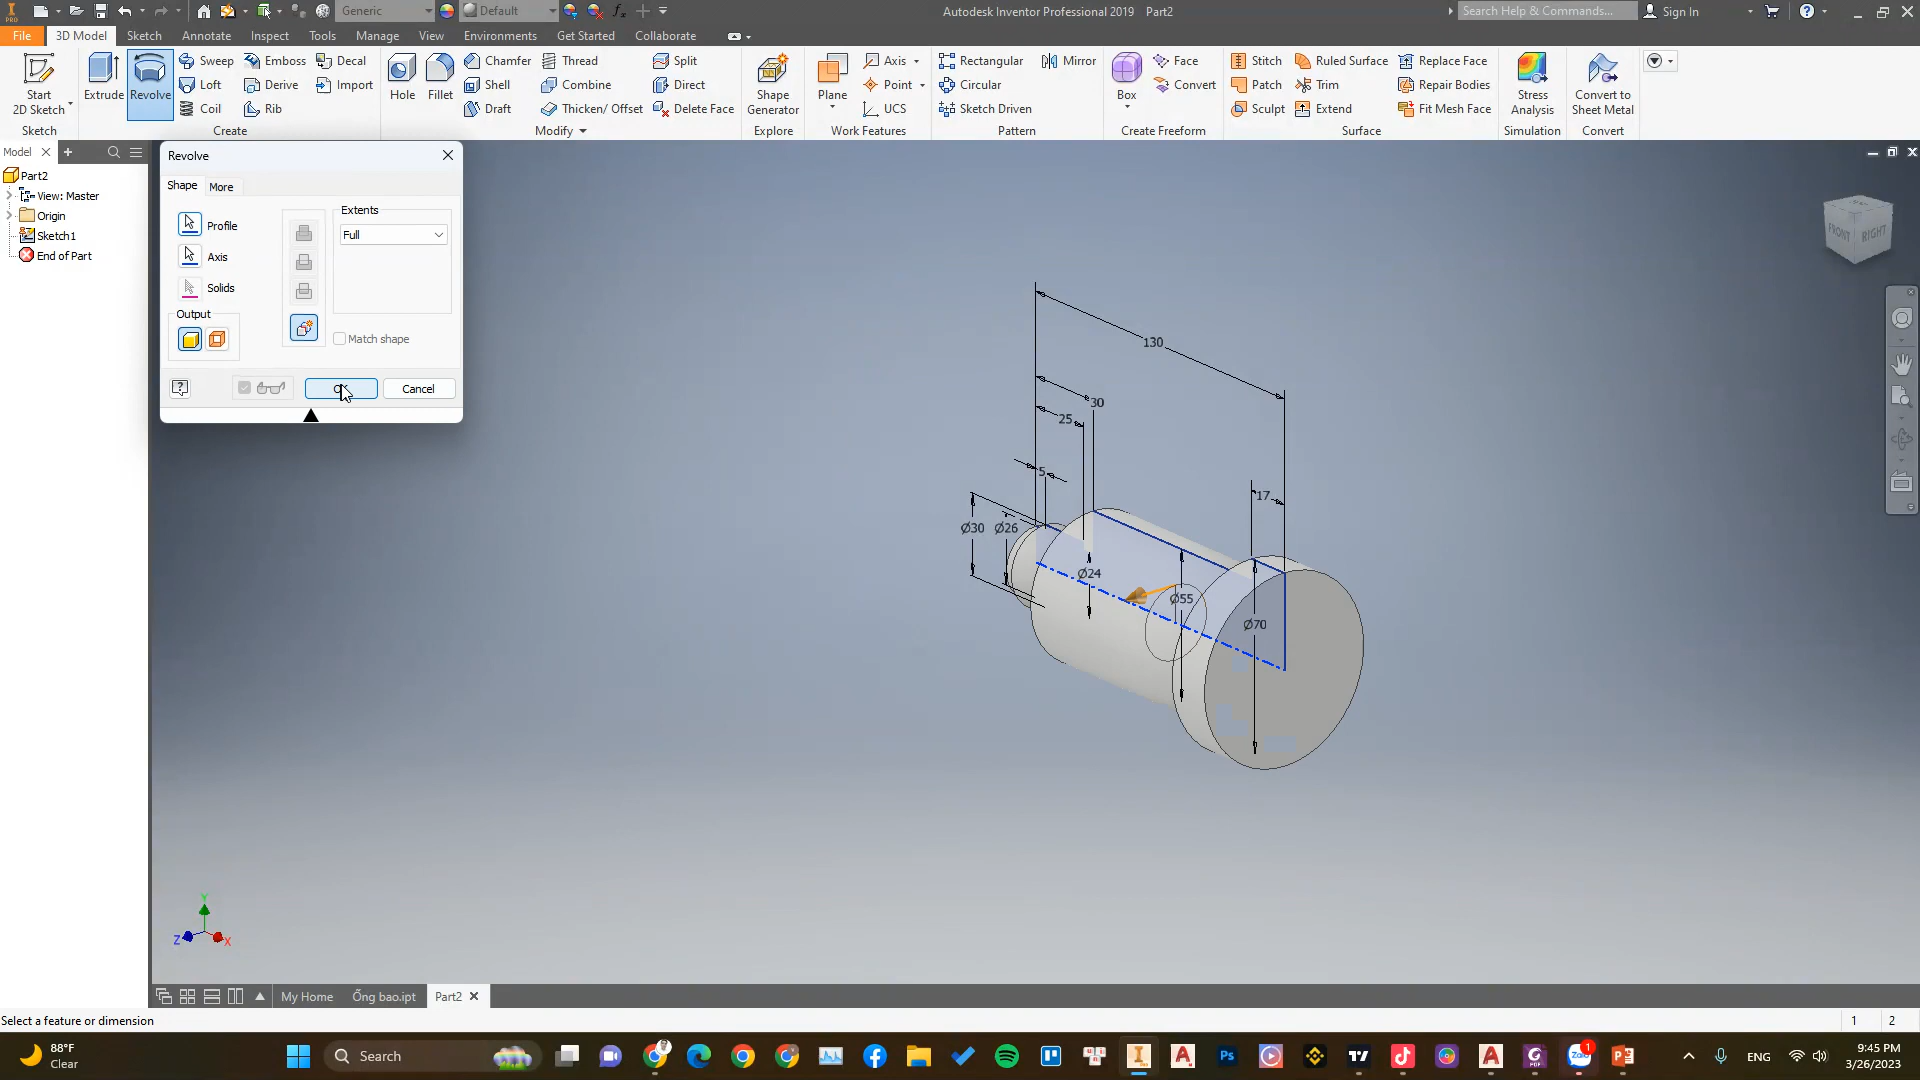 Generic
Default
Autodesk Inventor Professional 2019 Part2
Search Help & Commands...
Sign In
File 3D Model Sketch Annotate Inspect Tools Manage View Environments Get Started Collaborate
Start
2D Sketch
Extrude
Revolve
Sweep
Loft
Coil
Emboss
Derive
Rib
Decal
Import
Hole
Fillet
Chamfer
Shell
Draft
Thread
Combine
Thicken/ Offset
Split
Direct
Delete Face
Shape
Generator
Plane
Axis
Point
UCS
Rectangular
Circular
Sketch Driven
Mirror
Box
Face
Convert
Stitch
Patch
Sculpt
Ruled Surface
Trim
Extend
Replace Face
Repair Bodies
Fit Mesh Face
Stress
Analysis
Convert to
Sheet Metal
Sketch Create Modify Explore Work Features Pattern Create Freeform Surface Simulation Convert
Model
Part2
View: Master
Origin
Sketch1
End of Part
Revolve
Shape More
Profile
Axis
Solids
Output
Extents
Full
Match shape
Cancel
FRONT RIGHT
130
30
25
5
17
Ø30
Ø26
Ø24
Ø55
Ø70
Y
Z
X
My Home Ống bao.ipt Part2
Select a feature or dimension
1 2
88°F
Clear
Search
1
ENG
9:45 PM
3/26/2023